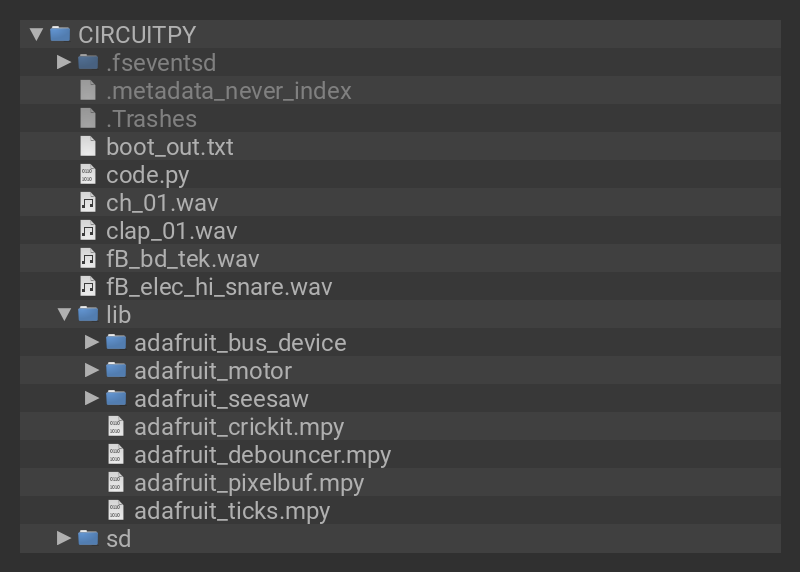 CIRCUITPY
.fseventsd
.metadata_never_index
.Trashes
boot_out.txt
code.py
ch_01.wav
clap_01.wav
fB_bd_tek.wav
fB_elec_hi_snare.wav
lib
adafruit_bus_device
adafruit_motor
adafruit_seesaw
adafruit_crickit.mpy
adafruit_debouncer.mpy
adafruit_pixelbuf.mpy
adafruit_ticks.mpy
sd